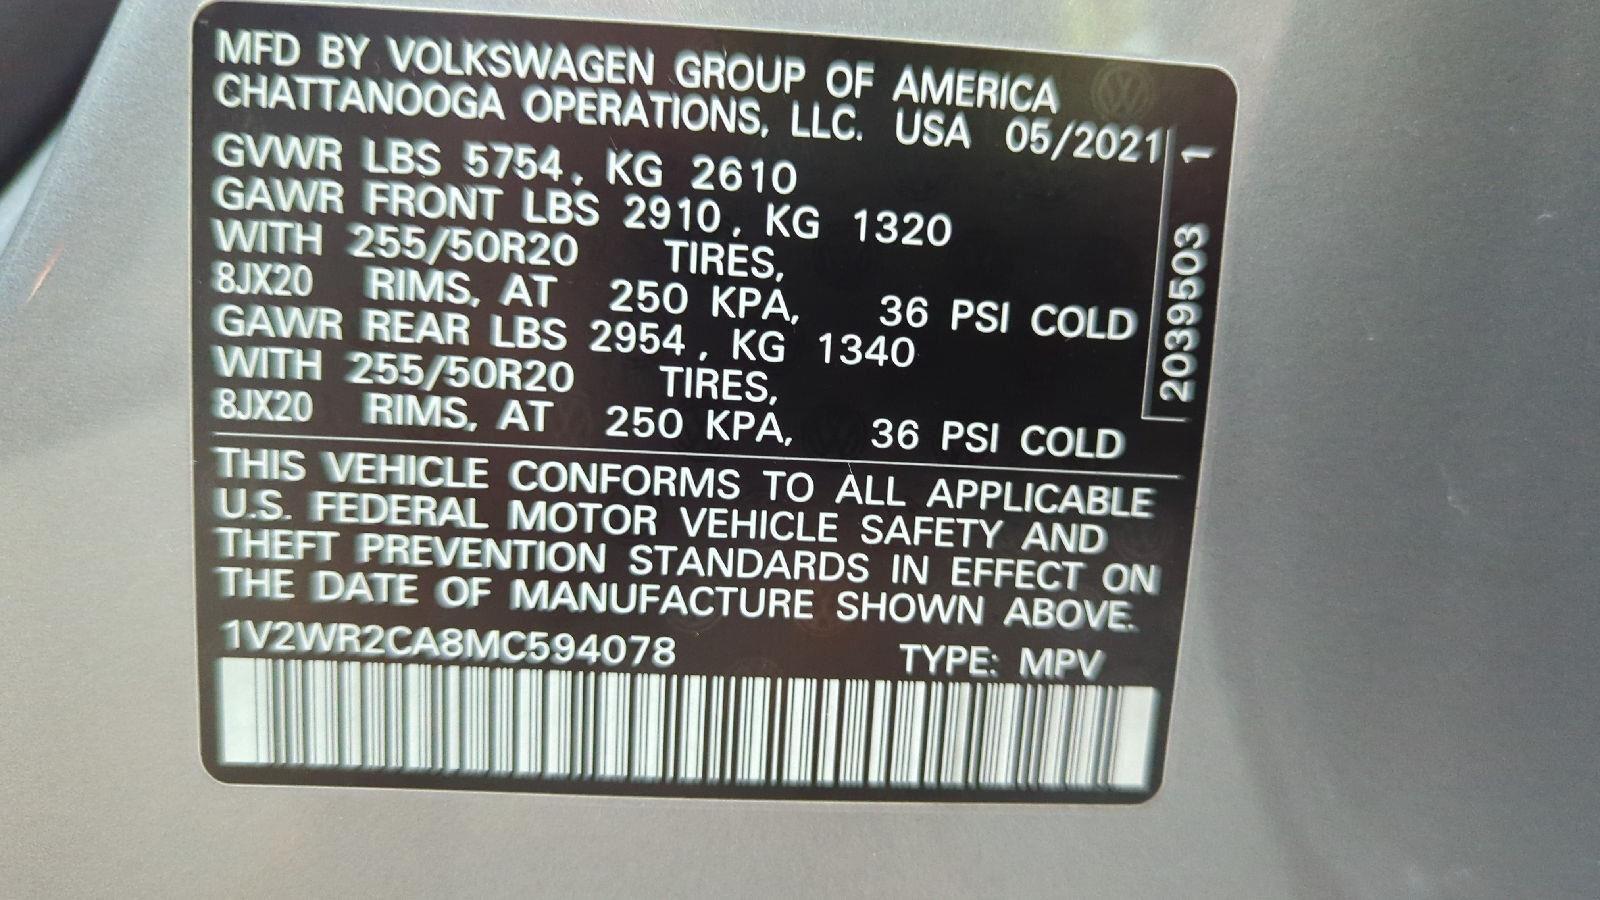 MFD BY VOLKSWAGEN GROUP OF AMERICA
CHATTANOOGA OPERATIONS, LLC. USA 05/2021
GVWR LBS 5754, KG 2610
GAWR FRONT LBS 2910, KG 1320
WITH 255/50R20 TIRES,
8JX20 RIMS, AT 250 KPA, 36 PSI COLD
GAWR REAR LBS 2954, KG 1340
WITH 255/50R20 TIRES,
8JX20 RIMS, AT 250 KPA, 36 PSI COLD
20395503 1
THIS VEHICLE CONFORMS TO ALL APPLICABLE
U.S. FEDERAL MOTOR VEHICLE SAFETY AND
THEFT PREVENTION STANDARDS IN EFFECT ON
THE DATE OF MANUFACTURE SHOWN ABOVE.
1V2WR2CA8MC594078 TYPE: MPV